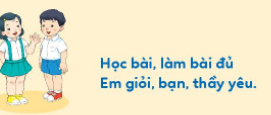 Học bài, làm bài đủ
Em giỏi, bạn, thầy yêu.